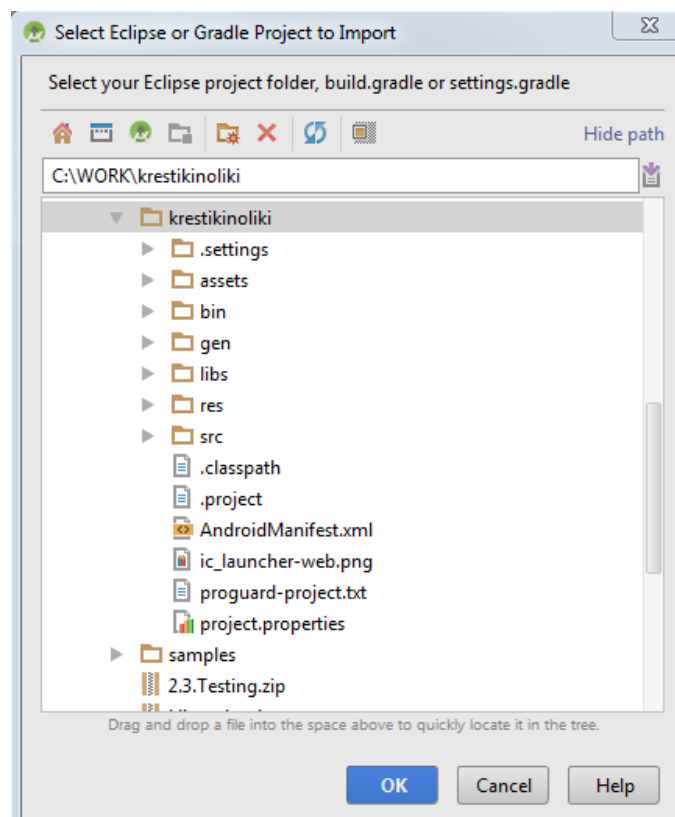 Select Eclipse or Gradle Project to Import
Select your Eclipse project folder, build.gradle or settings.gradle
Hide path
C:\WORK\krestikinoliki
krestikinoliki
.settings
assets
bin
gen
libs
res
src
.classpath
.project
AndroidManifest.xml
ic_launcher-web.png
proguard-project.txt
project.properties
samples
2.3.Testing.zip
Drag and drop a file into the space above to quickly locate it in the tree.
OK Cancel Help